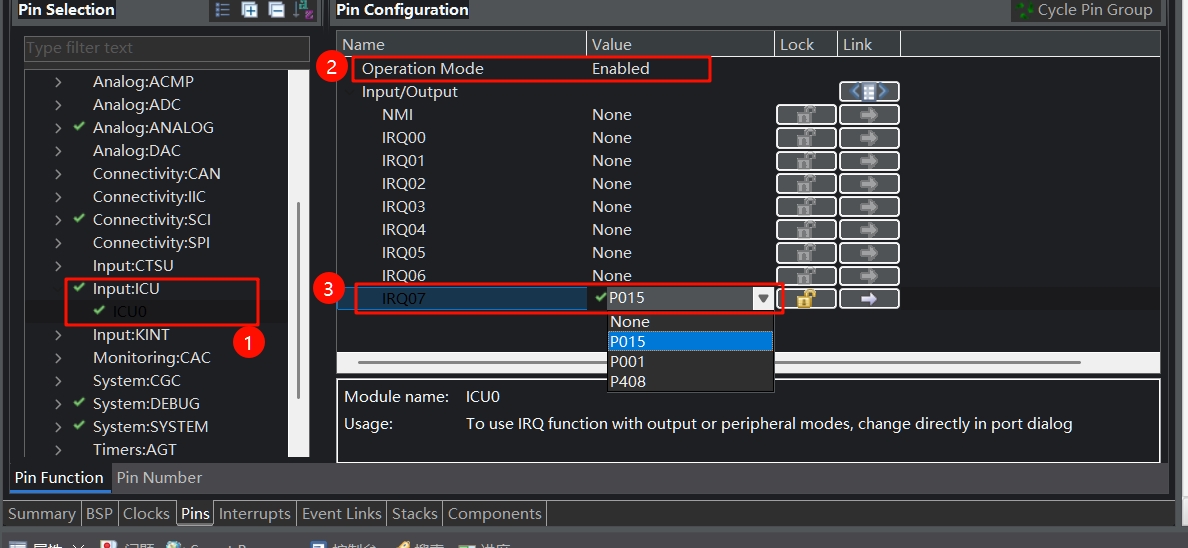 Pin Selection
Pin Configuration
Cycle Pin Group
Type filter text
Analog:ACMP
Analog:ADC
Analog:ANALOG
Analog:DAC
Connectivity:CAN
Connectivity:IIC
Connectivity:SCI
Connectivity:SPI
Input:CTSU
Input:ICU
ICU0
1
Input:KINT
Monitoring:CAC
System:CGC
System:DEBUG
System:SYSTEM
Timers:AGT
Name Value Lock Link
2
Operation Mode Enabled
Input/Output
NMI None
IRQ00 None
IRQ01 None
IRQ02 None
IRQ03 None
IRQ04 None
IRQ05 None
IRQ06 None
3
IRQ07 P015
None
P015
P001
P408
Module name: ICU0
Usage: To use IRQ function with output or peripheral modes, change directly in port dialog
Pin Function Pin Number
Summary BSP Clocks Pins Interrupts Event Links Stacks Components